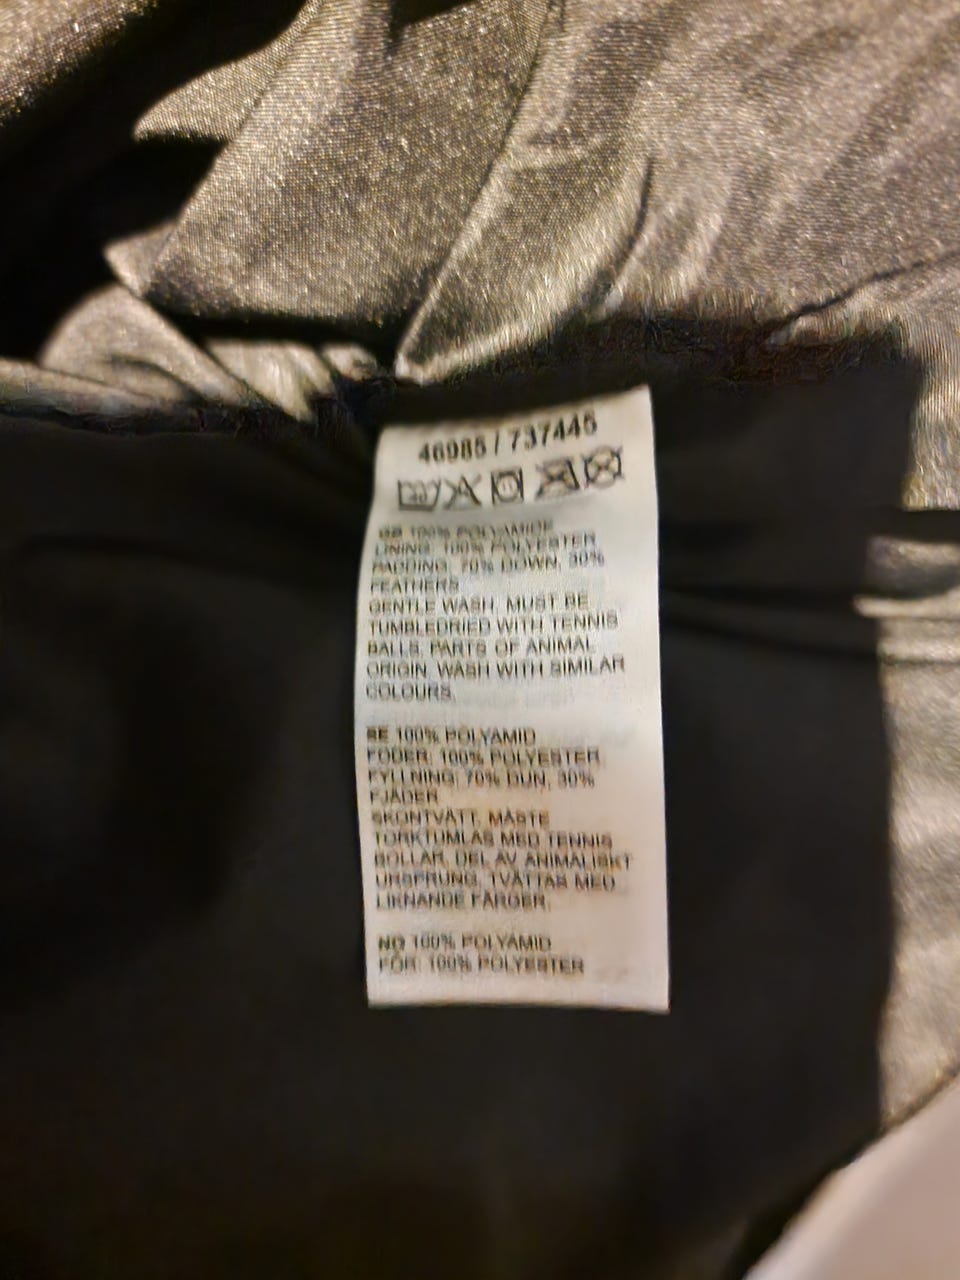 46985 / 737445
GB 100% POLYAMIDE
LINING: 100% POLYESTER
PADDING: 70% DOWN, 30%
FEATHERS
GENTLE WASH, MUST BE
TUMBLEDRIED WITH TENNIS
BALLS, PARTS OF ANIMAL
ORIGIN, WASH WITH SIMILAR
COLOURS.
SE 100% POLYAMID
FODER: 100% POLYESTER
FYLLNING: 70% DUN, 30%
FJÄDER
SKONTVÄTT, MÅSTE
TORKTUMLAS MED TENNIS
BOLLAR, DEL AV ANIMALISKT
URSPRUNG, TVÄTTAS MED
LIKNANDE FÄRGER.
NO 100% POLYAMID
FÔR: 100% POLYESTER